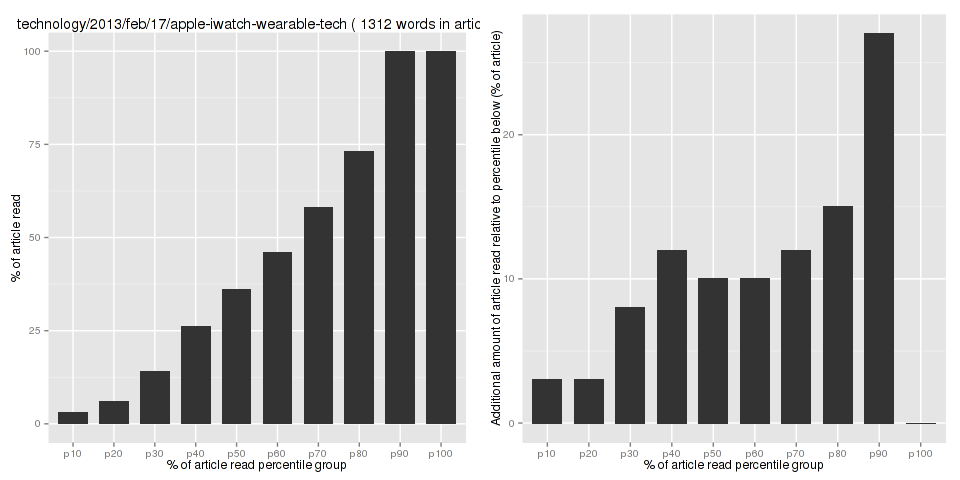 technology/2013/feb/17/apple-iwatch-wearable-tech ( 1312 words in artic
100
75
50
25
0
% of article read
p10 p20 p30 p40 p50 p60 p70 p80 p90 p100
% of article read percentile group
20
10
0
Additional amount of article read relative to percentile below (% of article)
p10 p20 p30 p40 p50 p60 p70 p80 p90 p100
% of article read percentile group